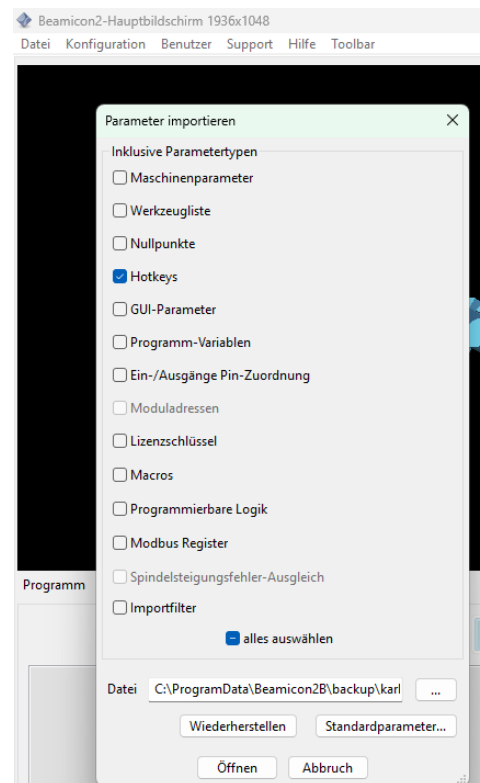 Beamicon2-Hauptbildschirm 1936x1048
Datei Konfiguration Benutzer Support Hilfe Toolbar
Parameter importieren
Inklusive Parametertypen
Maschinenparameter
Werkzeugliste
Nullpunkte
Hotkeys
GUI-Parameter
Programm-Variablen
Ein-/Ausgänge Pin-Zuordnung
Moduladressen
Lizenzschlüssel
Macros
Programmierbare Logik
Modbus Register
Spindelsteigungsfehler-Ausgleich
Programm
Importfilter
alles auswählen
Datei C:\ProgramData\Beamicon2B\backup\karl ...
Wiederherstellen Standardparameter...
Öffnen Abbruch